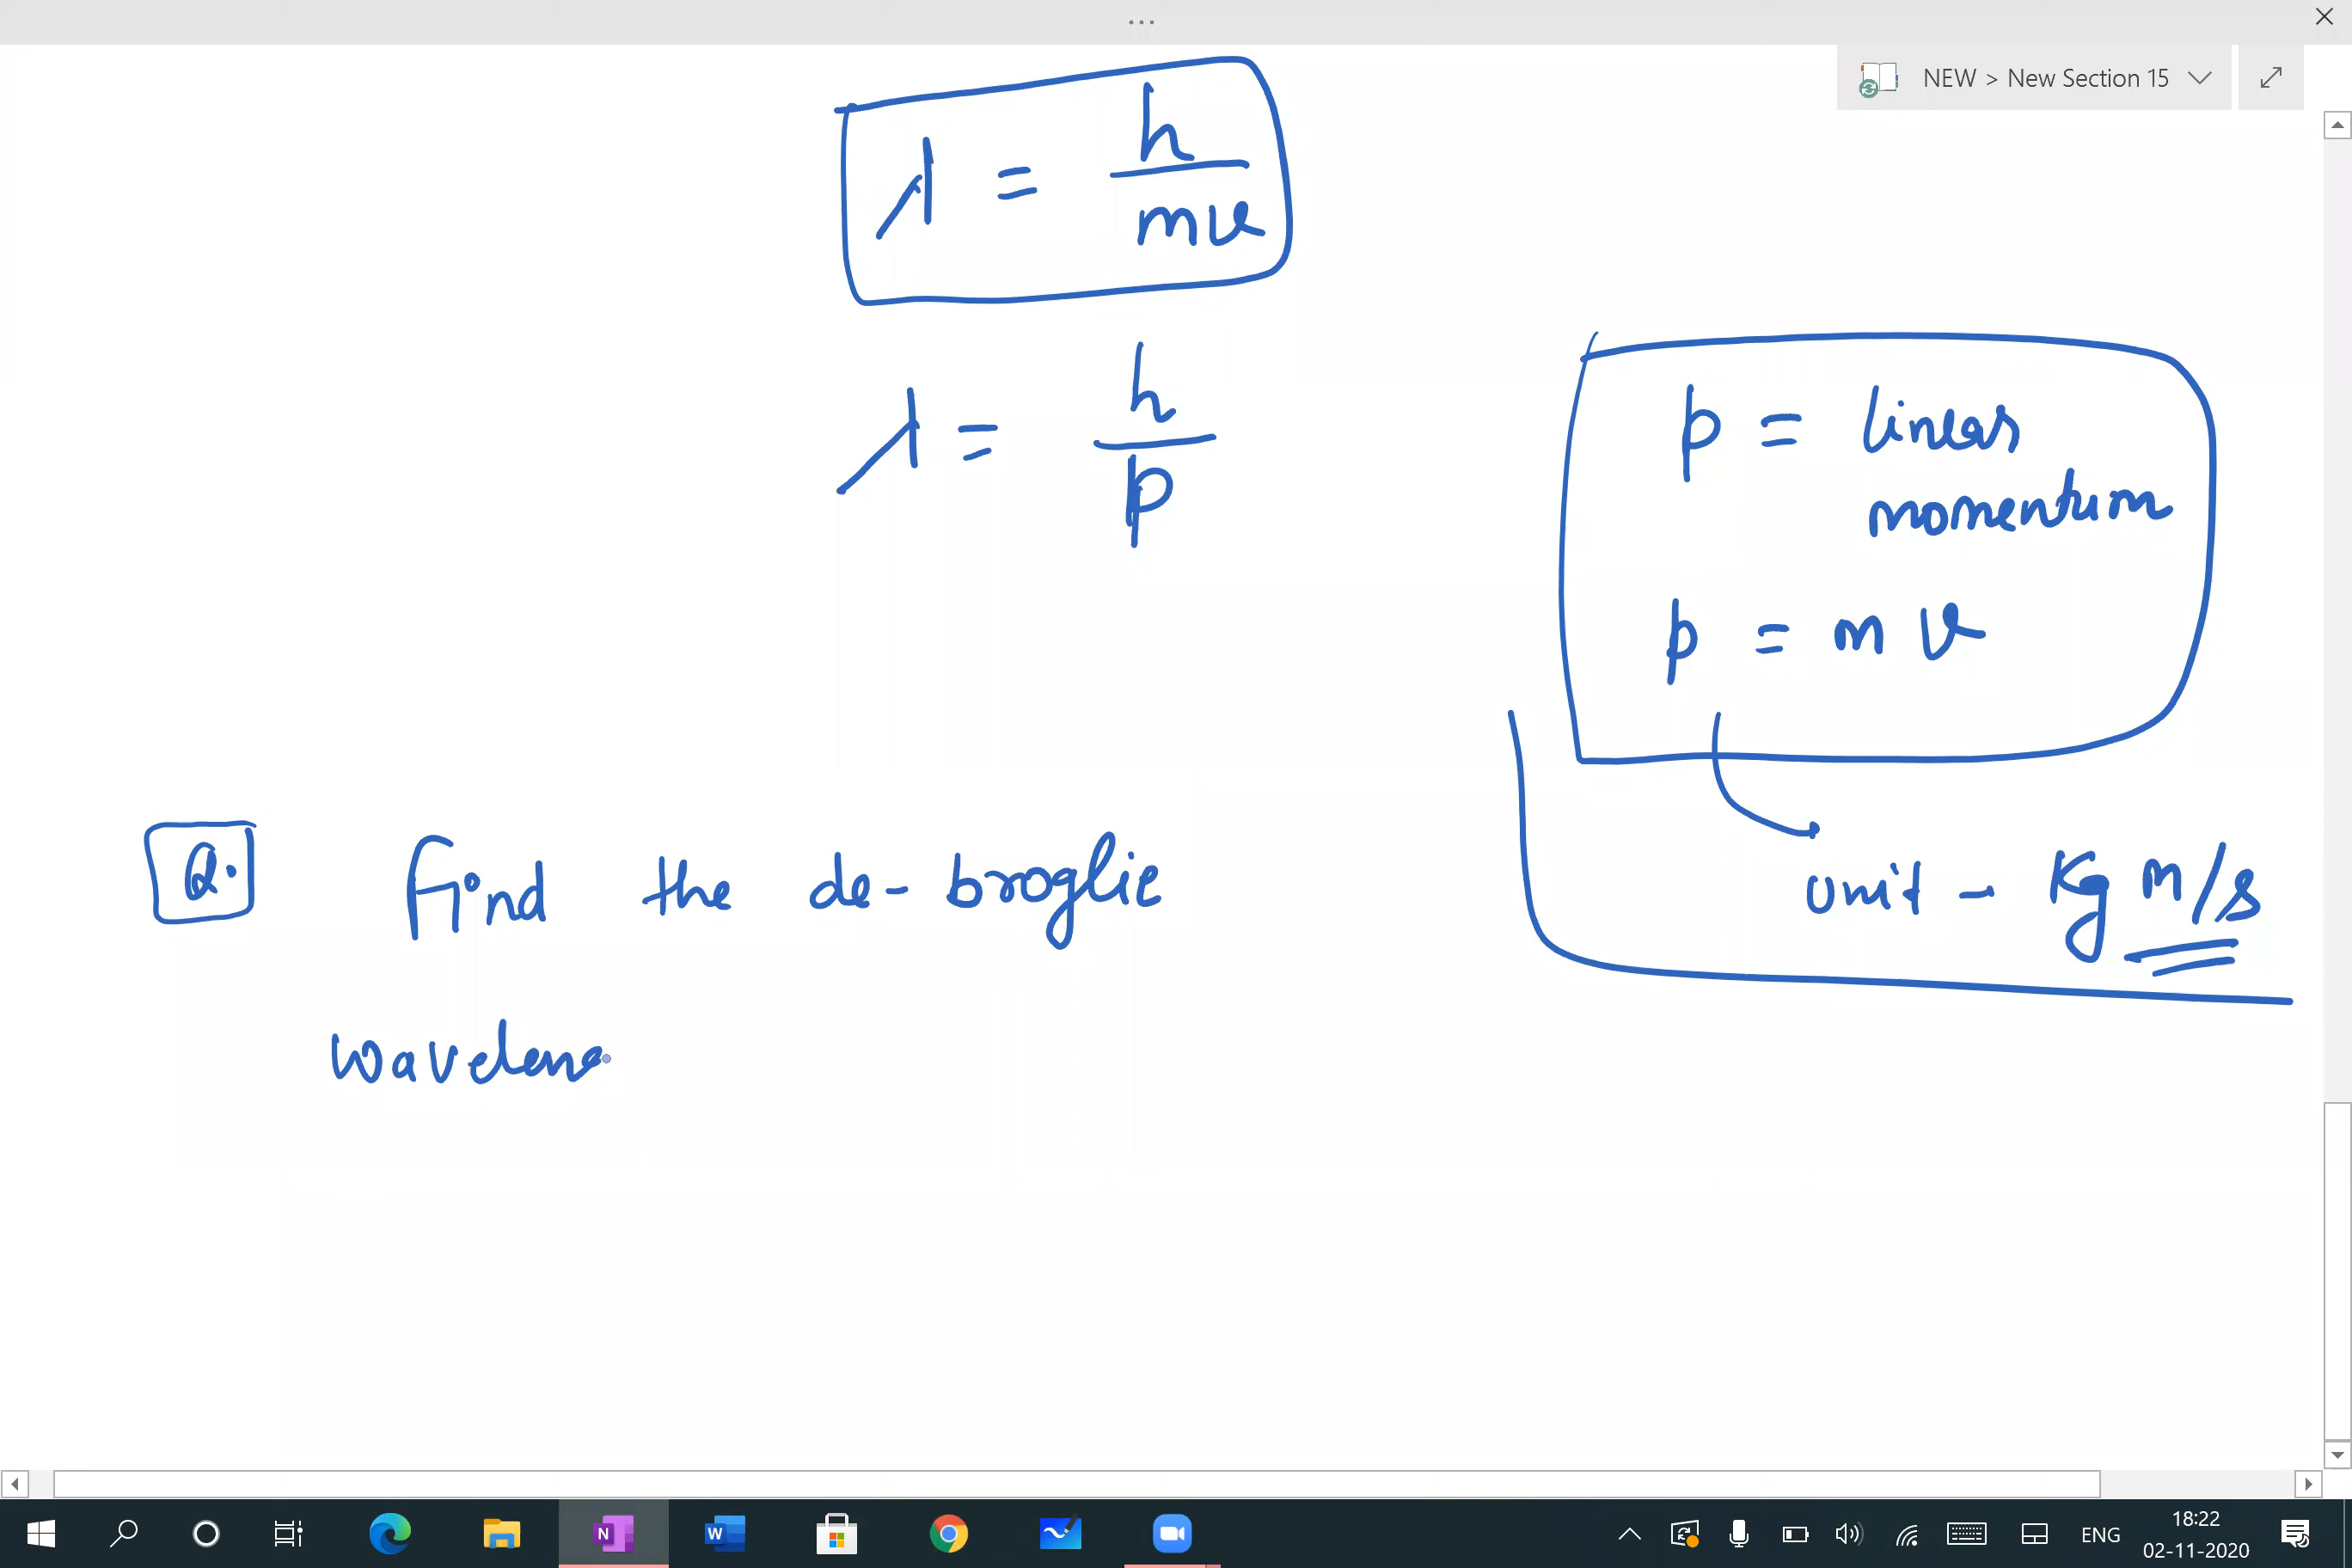 NEW > New Section 15
λ = h / mv
λ = h / p
p = linear
momentum
p = mv
unit - Kg m/s
Q. Find the de-broglie
wavelene
ENG
18:22
02-11-2020